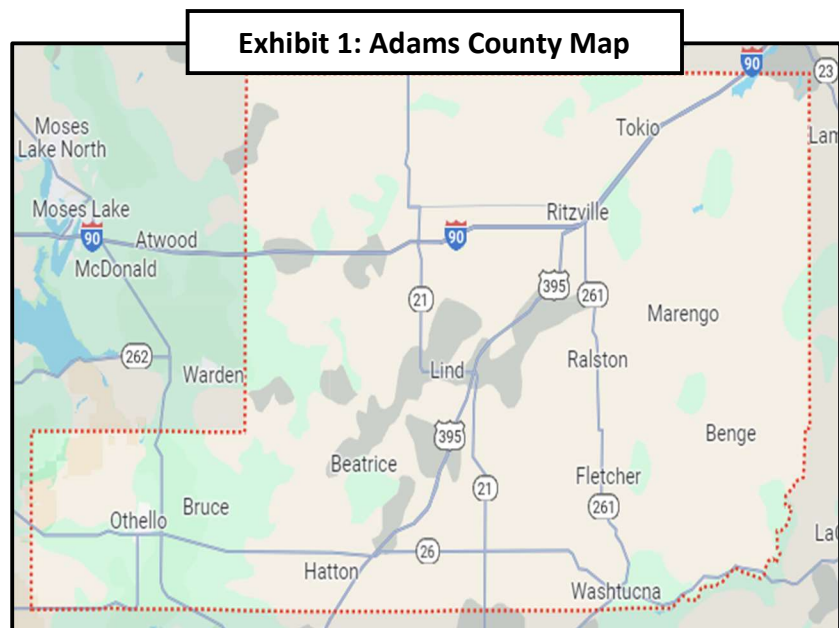 Exhibit 1: Adams County Map
90
23
Moses
Lake North
Tokio
Lam
Moses Lake
Ritzville
90
Atwood
90
McDonald
395
261
21
Marengo
262
Ralston
Warden
Lind
395
Benge
Beatrice
Fletcher
21
Bruce
261
Othello
LaC
26
Hatton
Washtucna